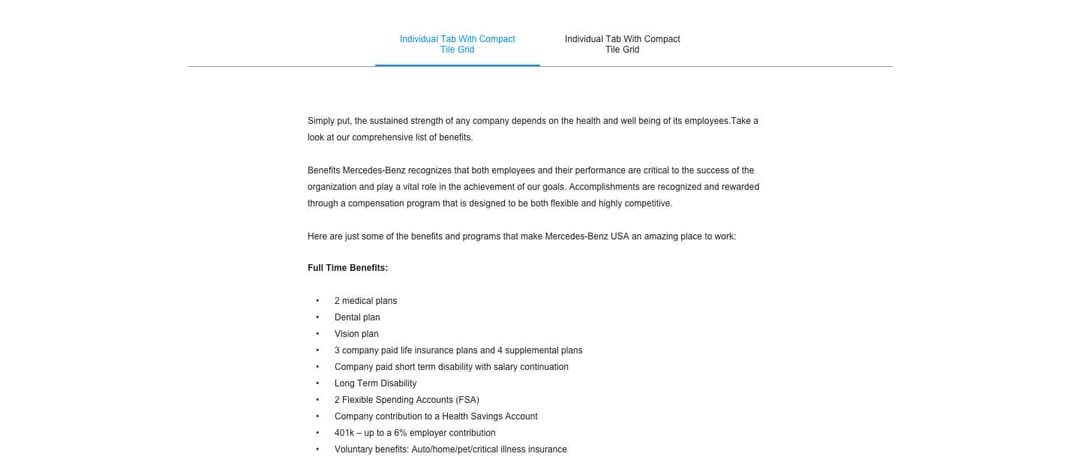 Individual Tab With Compact
Tile Grid
Individual Tab With Compact
Tile Grid
Simply put, the sustained strength of any company depends on the health and well being of its employees.Take a
look at our comprehensive list of benefits.
Benefits Mercedes-Benz recognizes that both employees and their performance are critical to the success of the
organization and play a vital role in the achievement of our goals. Accomplishments are recognized and rewarded
through a compensation program that is designed to be both flexible and highly competitive.
Here are just some of the benefits and programs that make Mercedes-Benz USA an amazing place to work:
Full Time Benefits:
• 2 medical plans
• Dental plan
• Vision plan
• 3 company paid life insurance plans and 4 supplemental plans
• Company paid short term disability with salary continuation
• Long Term Disability
• 2 Flexible Spending Accounts (FSA)
• Company contribution to a Health Savings Account
• 401k – up to a 6% employer contribution
• Voluntary benefits: Auto/home/pet/critical illness insurance